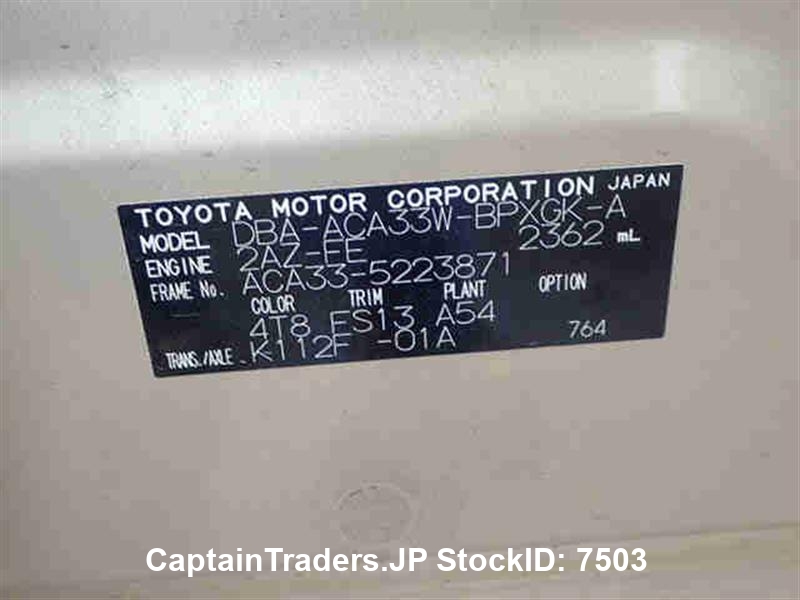 TOYOTA MOTOR CORPORATION JAPAN
MODEL DBA-ACA33W-BPXGK-A
ENGINE 2AZ-FE 2362 mL
FRAME No. ACA33-5223871
COLOR TRIM PLANT OPTION
4T8 FS13 A54
TRANS./AXLE K112F -01A 764
CaptainTraders.JP StockID: 7503